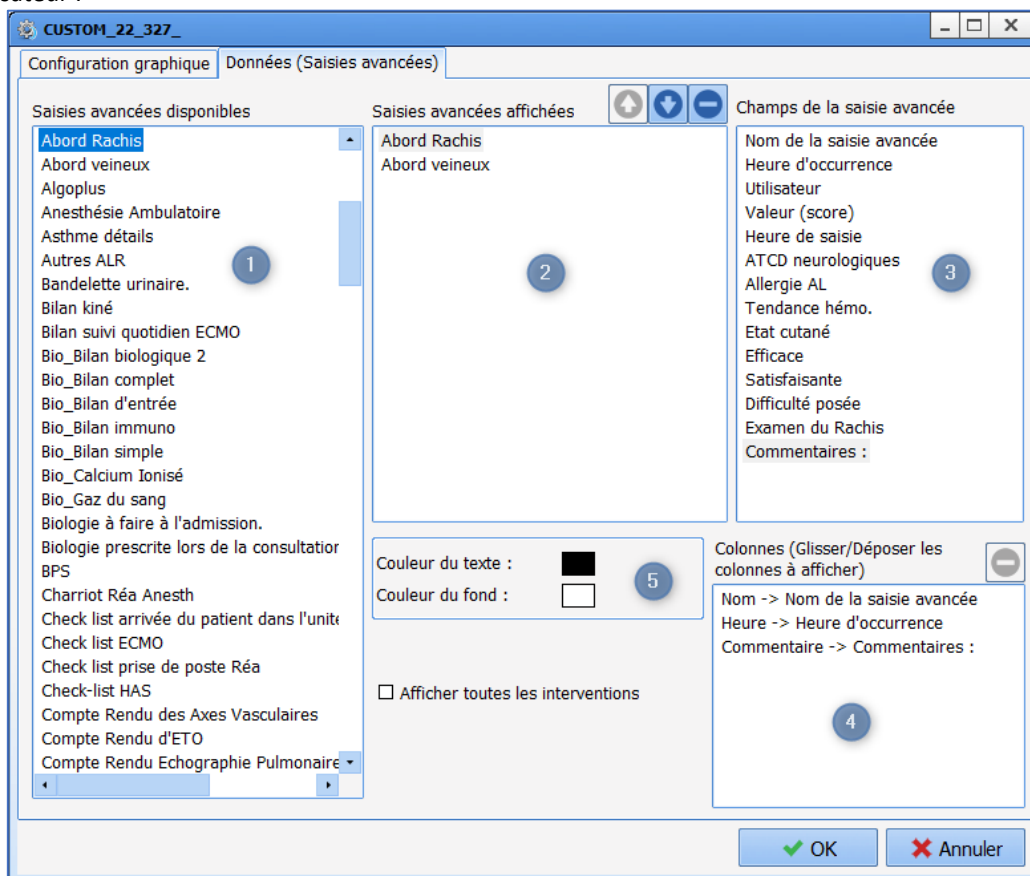 CUSTOM_22_327_
Configuration graphique
Données (Saisies avancées)
Saisies avancées disponibles
Abord Rachis
Abord veineux
Algoplus
Anesthésie Ambulatoire
Asthme détails
Autres ALR
Bandelette urinaire.
Bilan kiné
Bilan suivi quotidien ECMO
Bio_Bilan biologique 2
Bio_Bilan complet
Bio_Bilan d'entrée
Bio_Bilan immuno
Bio_Bilan simple
Bio_Calcium Ionisé
Bio_Gaz du sang
Biologie à faire à l'admission.
Biologie prescrite lors de la consultation
BPS
Charriot Réa Anesth
Check list arrivée du patient dans l'unité
Check list ECMO
Check list prise de poste Réa
Check-list HAS
Compte Rendu des Axes Vasculaires
Compte Rendu d'ETO
Compte Rendu Echographie Pulmonaire
1
Saisies avancées affichées
Abord Rachis
Abord veineux
2
Champs de la saisie avancée
Nom de la saisie avancée
Heure d'occurrence
Utilisateur
Valeur (score)
Heure de saisie
ATCD neurologiques
Allergie AL
Tendance hémo.
Etat cutané
Efficace
Satisfaisante
Difficulté posée
Examen du Rachis
Commentaires :
3
Couleur du texte :
Couleur du fond :
5
Afficher toutes les interventions
Colonnes (Glisser/Déposer les
colonnes à afficher)
Nom -> Nom de la saisie avancée
Heure -> Heure d'occurrence
Commentaire -> Commentaires :
4
OK
Annuler